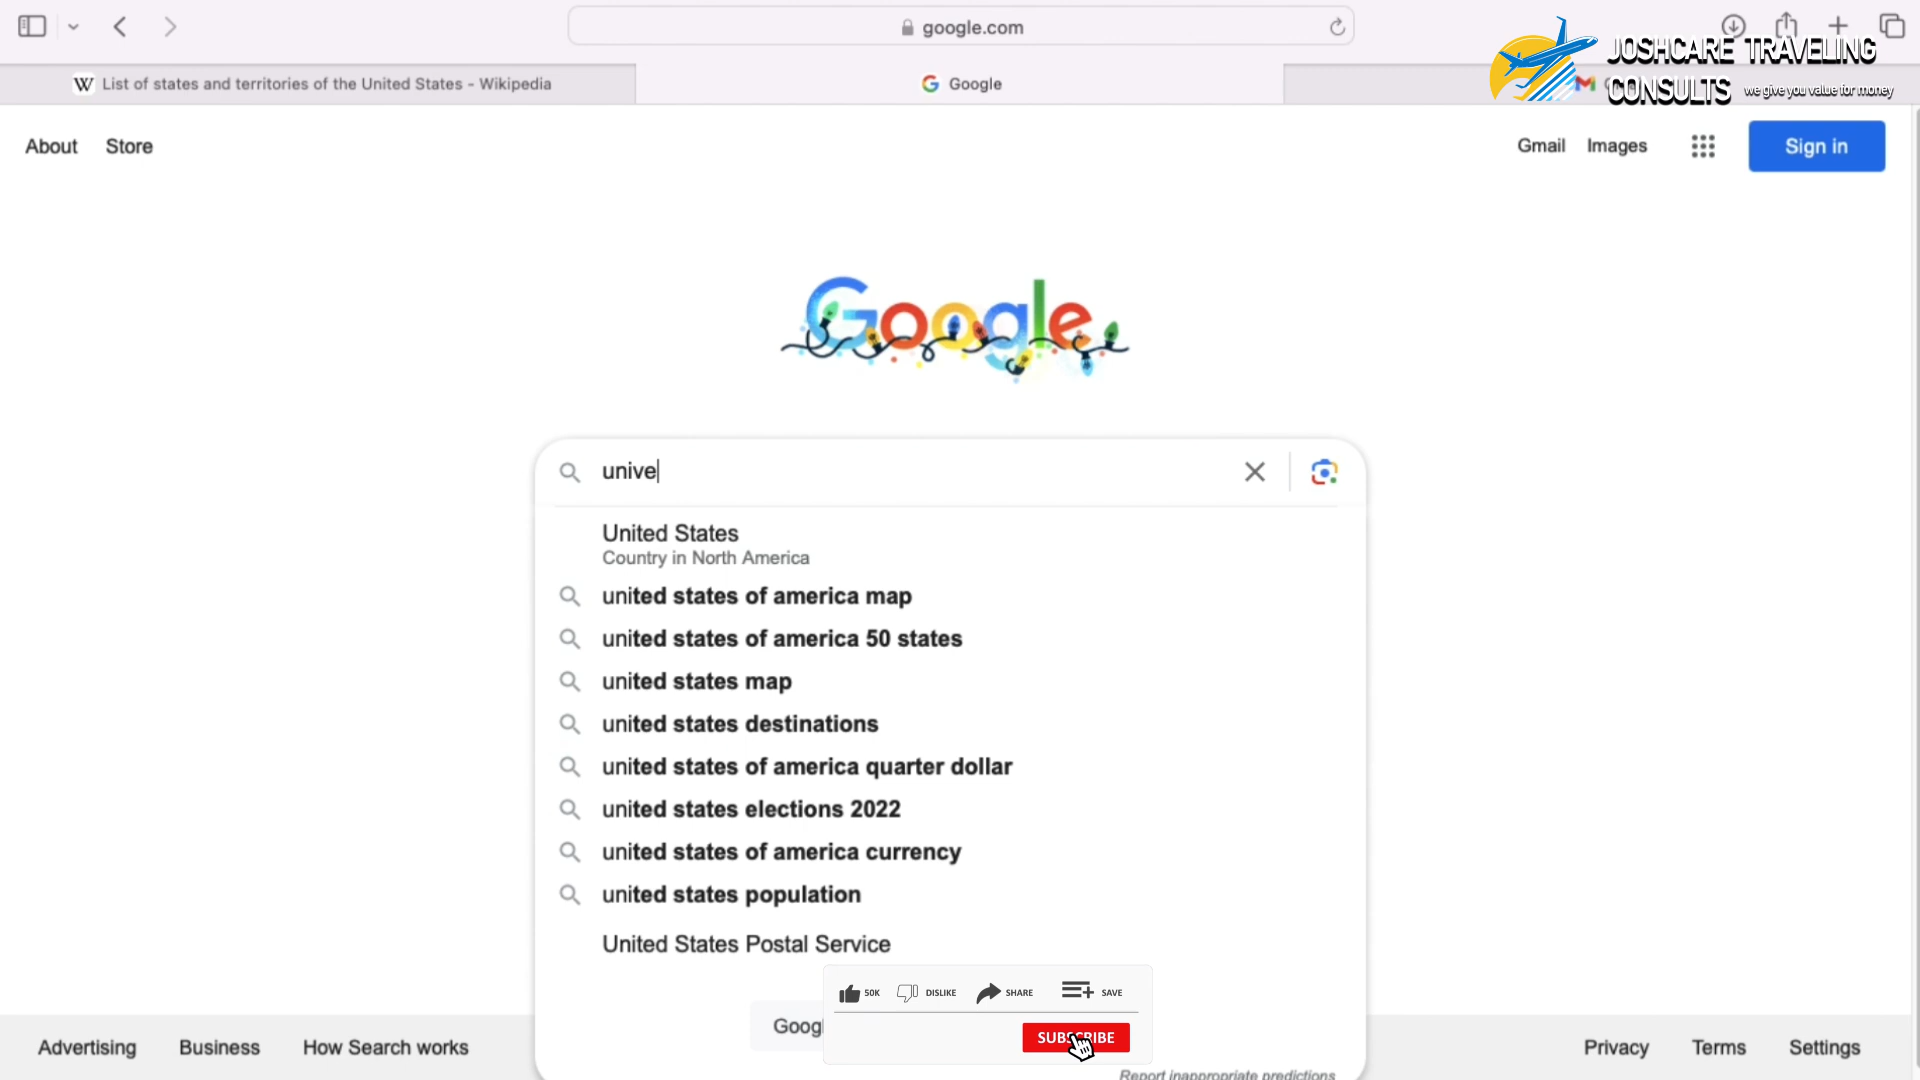 google.com
JOSHCARE TRAVELING
CONSULTS we give you value for money
W List of states and territories of the United States - Wikipedia
G Google
About Store
Gmail Images
Sign in
Google
unive
United States
Country in North America
united states of america map
united states of america 50 states
united states map
united states destinations
united states of america quarter dollar
united states elections 2022
united states of america currency
united states population
United States Postal Service
50K DISLIKE SHARE SAVE
Goog
SUBSCRIBE
Advertising Business How Search works
Privacy Terms Settings
Report inappropriate predictions